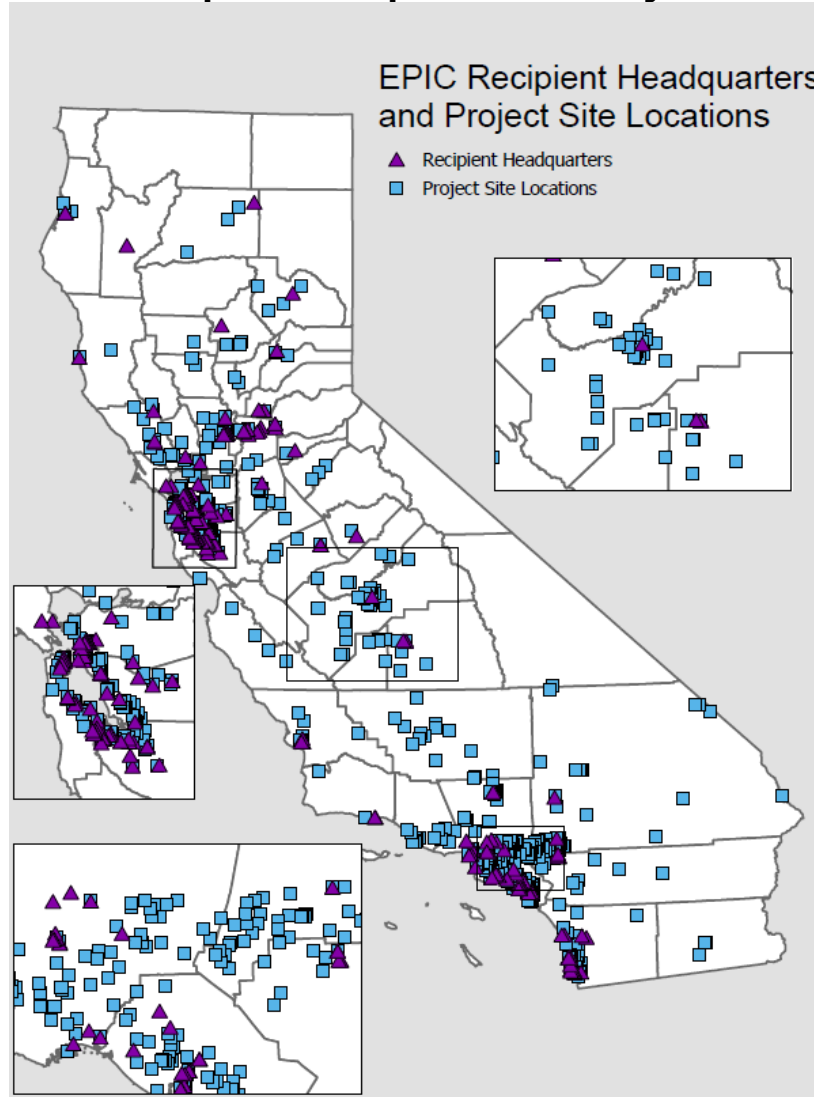 EPIC Recipient Headquarters
and Project Site Locations
Recipient Headquarters
Project Site Locations